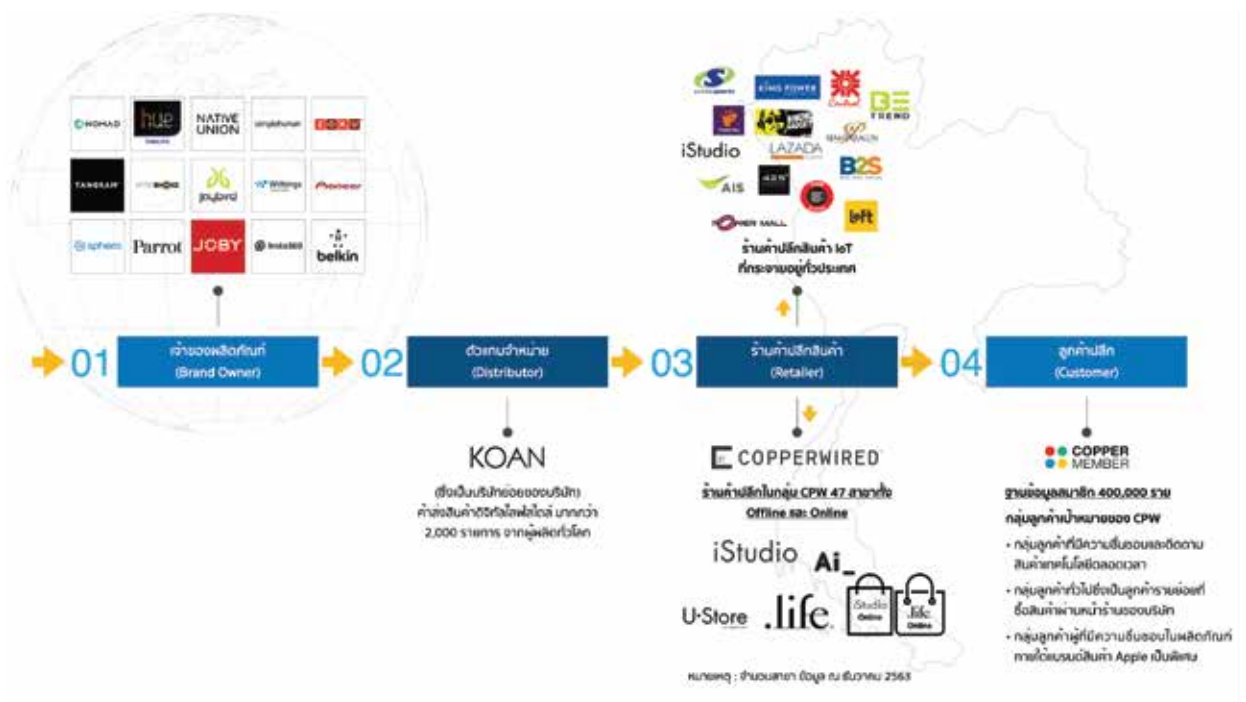 NOMAD
hue
NATIVE
UNION
simplehuman
TANGRAM
Jaybird
Withings
Pioneer
sphero
Parrot
JOBY
Insta360
belkin
KING POWER
Central
BE
TREND
iStudio
LAZADA
B2S
AIS
loft
POWER MALL
ร้านค้าปลีกสินค้า IoT
ที่กระจายอยู่ทั่วประเทศ
01
เจ้าของผลิตภัณฑ์
(Brand Owner)
02
ตัวแทนจำหน่าย
(Distributor)
03
ร้านค้าปลีกสินค้า
(Retailer)
04
ลูกค้าปลีก
(Customer)
KOAN
(ซึ่งเป็นบริษัทย่อยของบริษัท)
ค้าส่งสินค้าดิจิทัลไลฟสไตล์ มากกว่า
2,000 รายการ จากผู้ผลิตทั่วโลก
COPPERWIRED
ร้านค้าปลีกในกลุ่ม CPW 47 สาขาทั้ง
Offline และ Online
iStudio
Ai_
U•Store
.life
iStudio
Online
.life
Online
หมายเหตุ : จำนวนสาขา ข้อมูล ณ ธันวาคม 2563
COPPER
MEMBER
ฐานข้อมูลสมาชิก 400,000 ราย
กลุ่มลูกค้าเป้าหมายของ CPW
• กลุ่มลูกค้าที่มีความชื่นชอบและติดตาม
สินค้าเทคโนโลยีตลอดเวลา
• กลุ่มลูกค้าทั่วไปซึ่งเป็นลูกค้ารายย่อยที่
ซื้อสินค้าผ่านหน้าร้านของบริษัท
• กลุ่มลูกค้าผู้ที่มีความชื่นชอบในผลิตภัณฑ์
ภายใต้แบรนด์สินค้า Apple เป็นพิเศษ